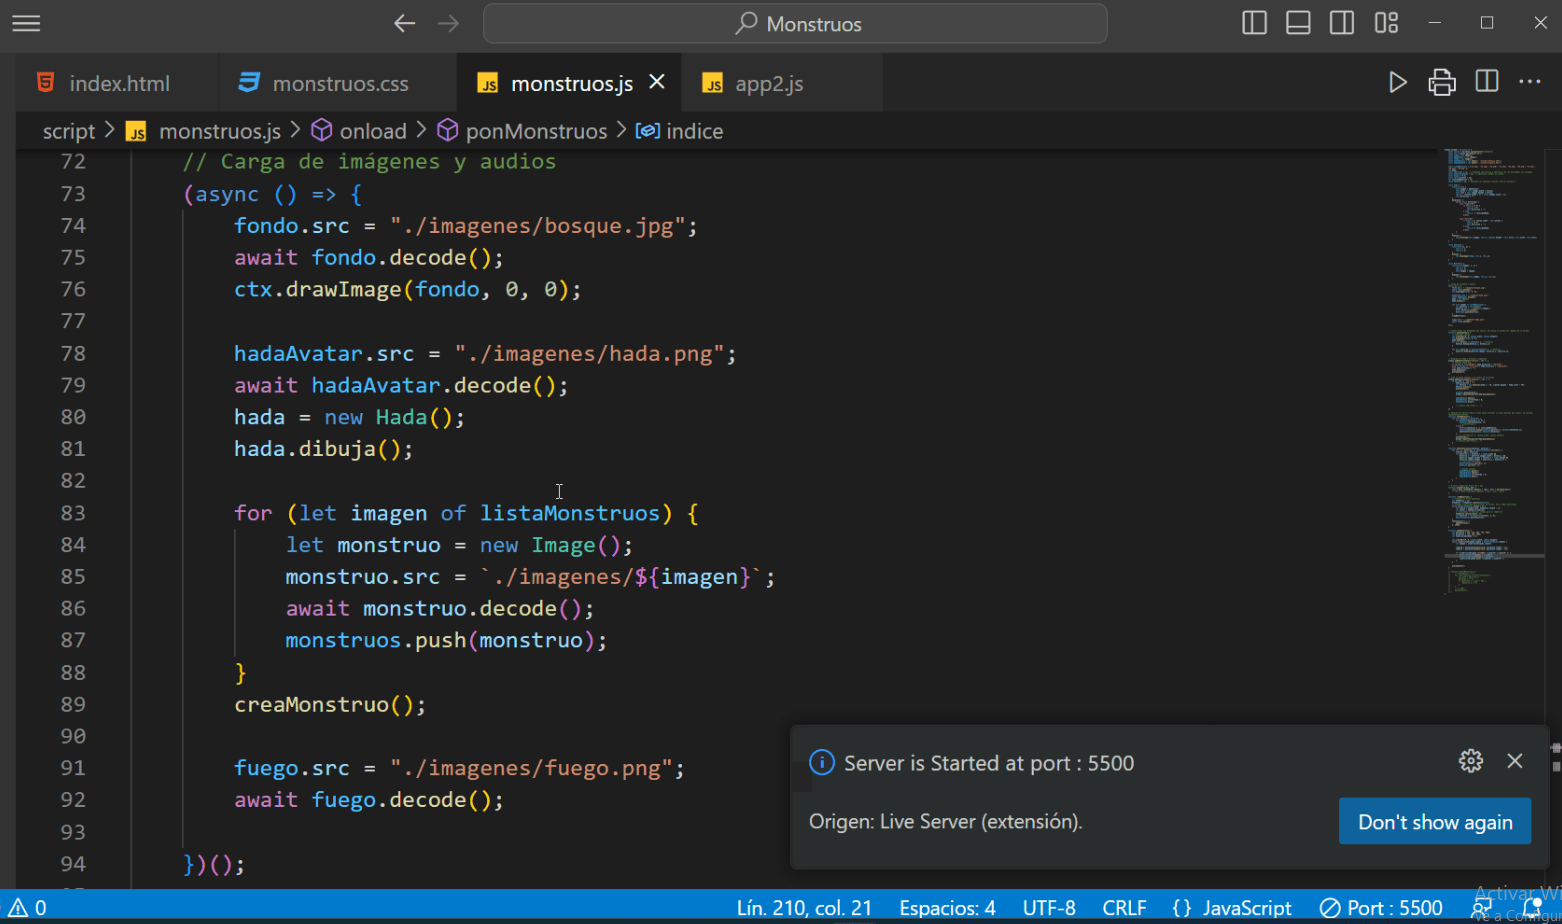 Monstruos
index.html
monstruos.css
JS monstruos.js
JS app2.js
script > JS monstruos.js > onload > ponMonstruos > indice
72 // Carga de imágenes y audios
73 (async () => {
74 fondo.src = "./imagenes/bosque.jpg";
75 await fondo.decode();
76 ctx.drawImage(fondo, 0, 0);
77
78 hadaAvatar.src = "./imagenes/hada.png";
79 await hadaAvatar.decode();
80 hada = new Hada();
81 hada.dibuja();
82
83 for (let imagen of listaMonstruos) {
84 let monstruo = new Image();
85 monstruo.src = `./imagenes/${imagen}`;
86 await monstruo.decode();
87 monstruos.push(monstruo);
88 }
89 creaMonstruo();
90
91 fuego.src = "./imagenes/fuego.png";
92 await fuego.decode();
93
94 })();
Server is Started at port : 5500
Origen: Live Server (extensión).
Don't show again
0
Lín. 210, col. 21
Espacios: 4
UTF-8
CRLF
{ } JavaScript
Port : 5500
Activar Wi
Ve a Configu